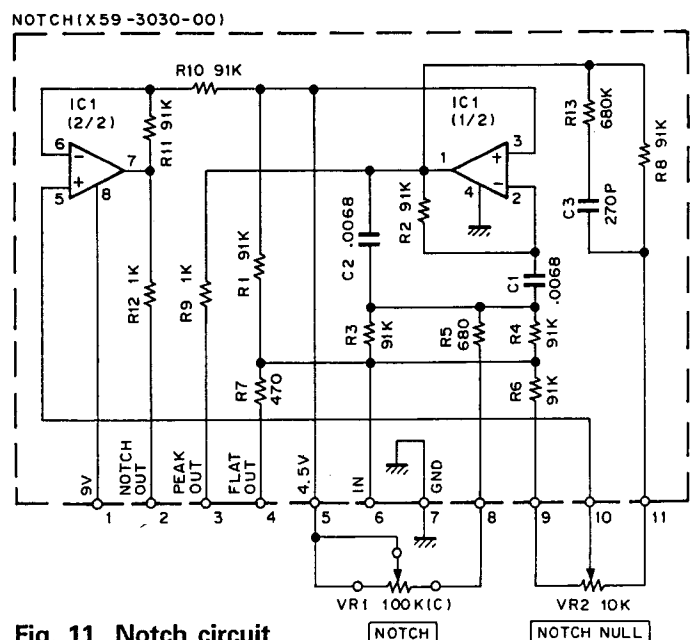 NOTCH(X59-3030-00)
R10 91K
IC1
(2/2)
R11 91K
6
-
7
+
5
8
IC1
(1/2)
3
+
1
-
4
2
R13
680K
R8 91K
C3
270P
R2 91K
.0068
C2
R1 91K
R12 1K
R9 1K
C1
.0068
R3
91K
R5
680
R4
91K
R7
470
R6
91K
9V
NOTCH
OUT
PEAK
OUT
FLAT
OUT
4.5V
IN
GND
1
2
3
4
5
6
7
8
9
10
11
VR1 100K(C)
VR2 10K
NOTCH
NOTCH NULL
Fig. 11 Notch circuit